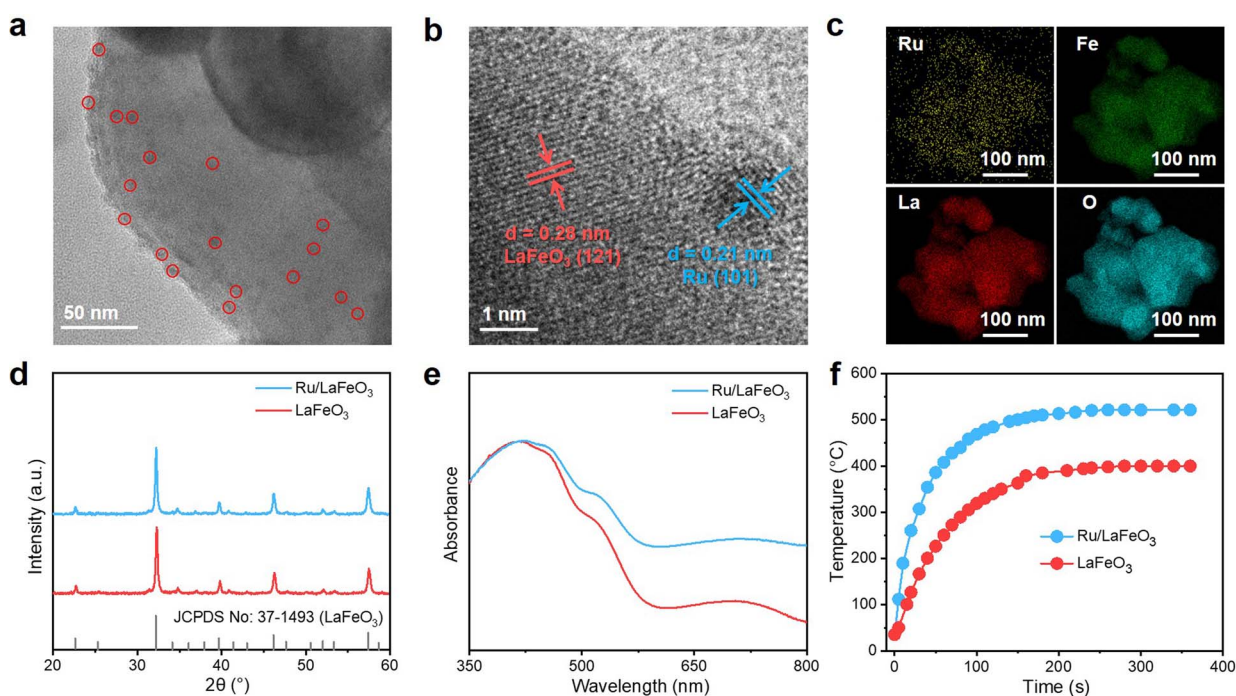 a
50 nm
b
d = 0.28 nm
LaFeO₃ (121)
d = 0.21 nm
Ru (101)
1 nm
c
Ru
100 nm
Fe
100 nm
La
100 nm
O
100 nm
d
Intensity (a.u.)
Ru/LaFeO₃
LaFeO₃
JCPDS No: 37-1493 (LaFeO₃)
20 30 40 50 60
2θ (°)
e
Absorbance
Ru/LaFeO₃
LaFeO₃
350 500 650 800
Wavelength (nm)
f
Temperature (°C)
600
500
400
300
200
100
0
Ru/LaFeO₃
LaFeO₃
0 100 200 300 400
Time (s)